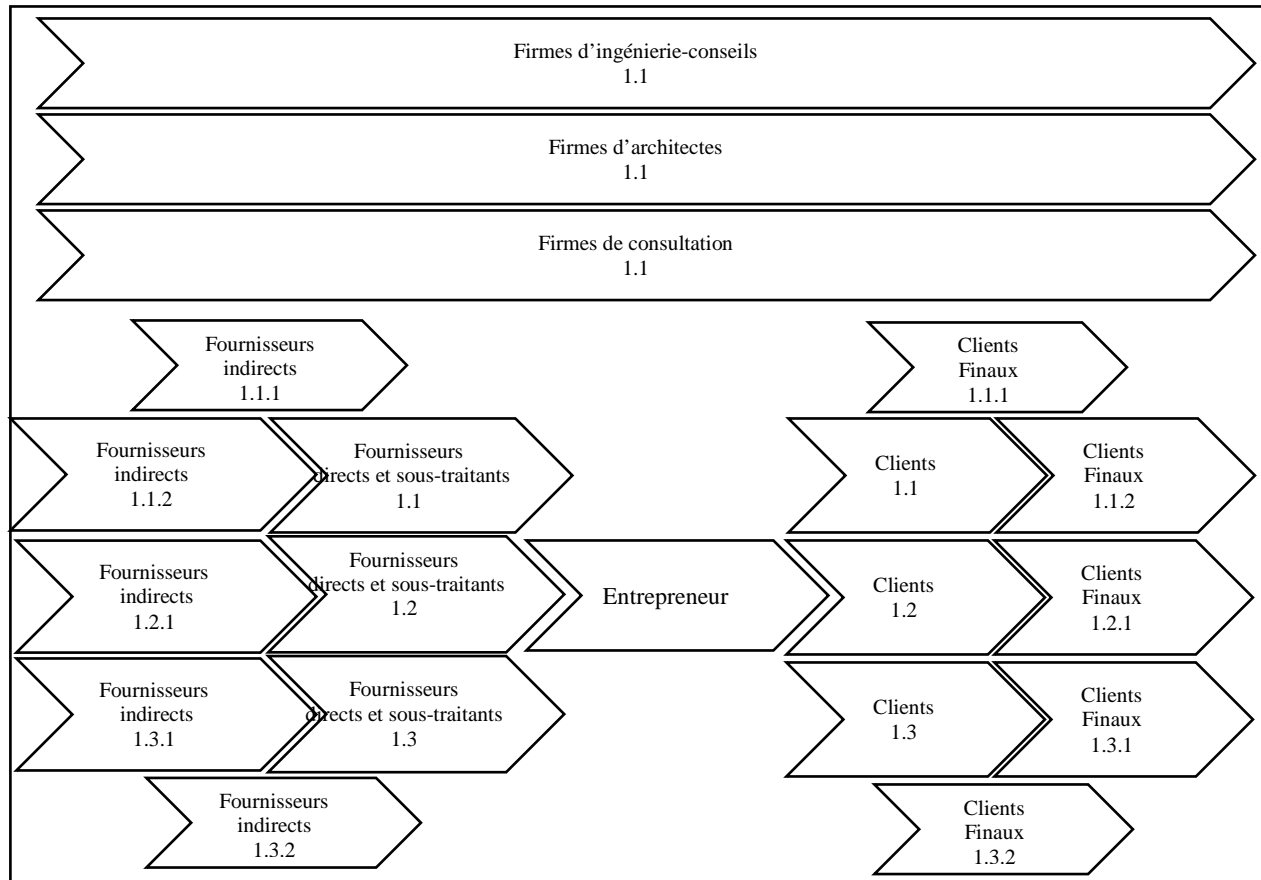 Firmes d'ingénierie-conseils
1.1
Firmes d'architectes
1.1
Firmes de consultation
1.1
Fournisseurs
indirects
1.1.1
Clients
Finaux
1.1.1
Fournisseurs
indirects
1.1.2
Fournisseurs
directs et sous-traitants
1.1
Clients
1.1
Clients
Finaux
1.1.2
Fournisseurs
indirects
1.2.1
Fournisseurs
directs et sous-traitants
1.2
Entrepreneur
Clients
1.2
Clients
Finaux
1.2.1
Fournisseurs
indirects
1.3.1
Fournisseurs
directs et sous-traitants
1.3
Clients
1.3
Clients
Finaux
1.3.1
Fournisseurs
indirects
1.3.2
Clients
Finaux
1.3.2